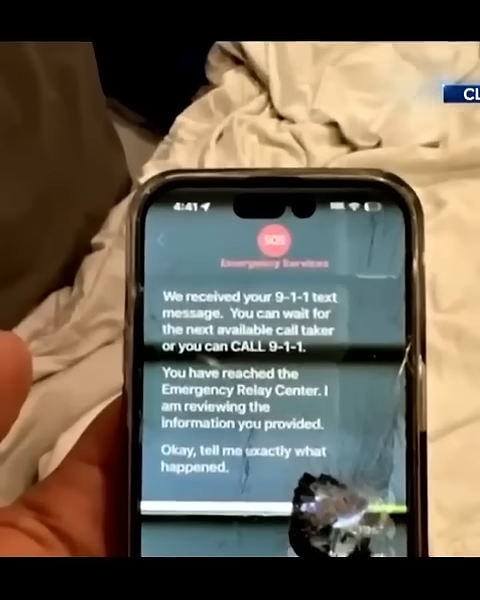 CL
4:41
SOS
Emergency Services
We received your 9-1-1 text
message. You can wait for
the next available call taker
or you can CALL 9-1-1.
You have reached the
Emergency Relay Center. I
am reviewing the
information you provided.
Okay, tell me exactly what
happened.